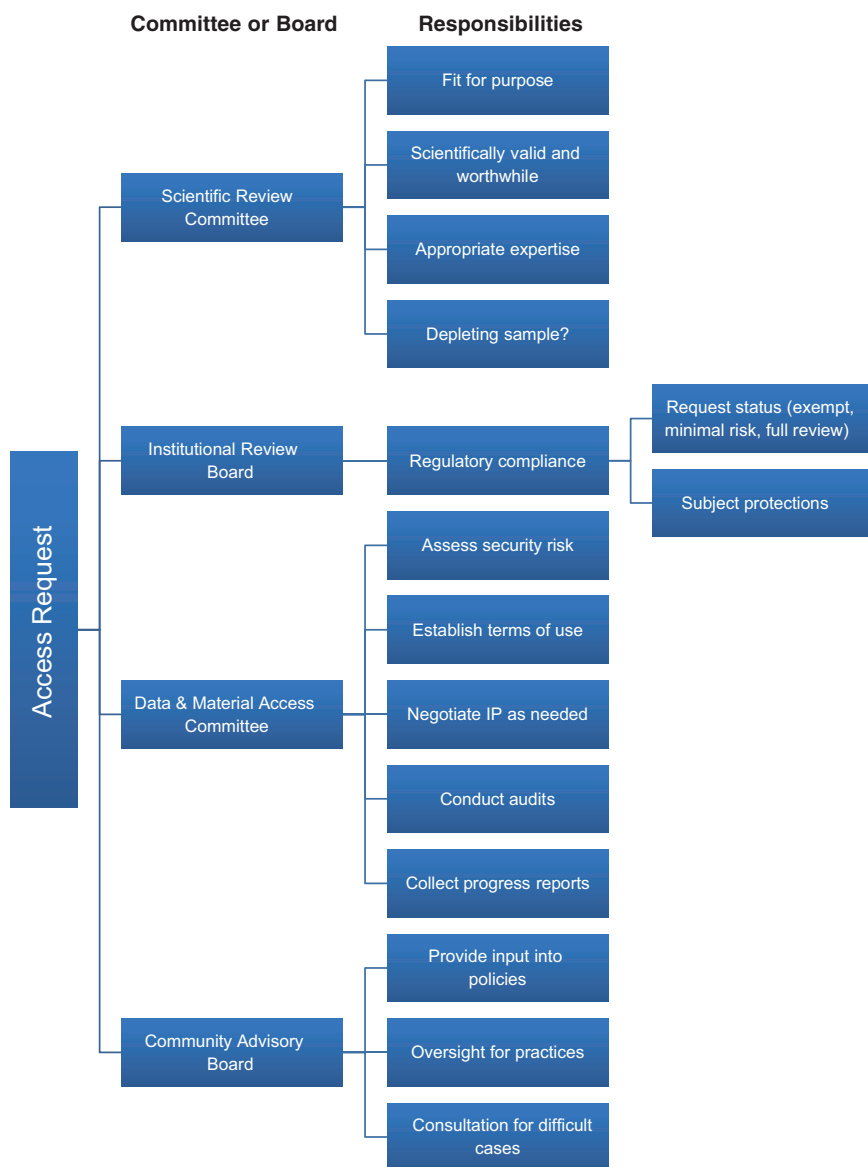 Committee or Board
Responsibilities
Access Request
Scientific Review
Committee
Fit for purpose
Scientifically valid and
worthwhile
Appropriate expertise
Depleting sample?
Institutional Review
Board
Regulatory compliance
Request status (exempt,
minimal risk, full review)
Subject protections
Data & Material Access
Committee
Assess security risk
Establish terms of use
Negotiate IP as needed
Conduct audits
Collect progress reports
Community Advisory
Board
Provide input into
policies
Oversight for practices
Consultation for difficult
cases